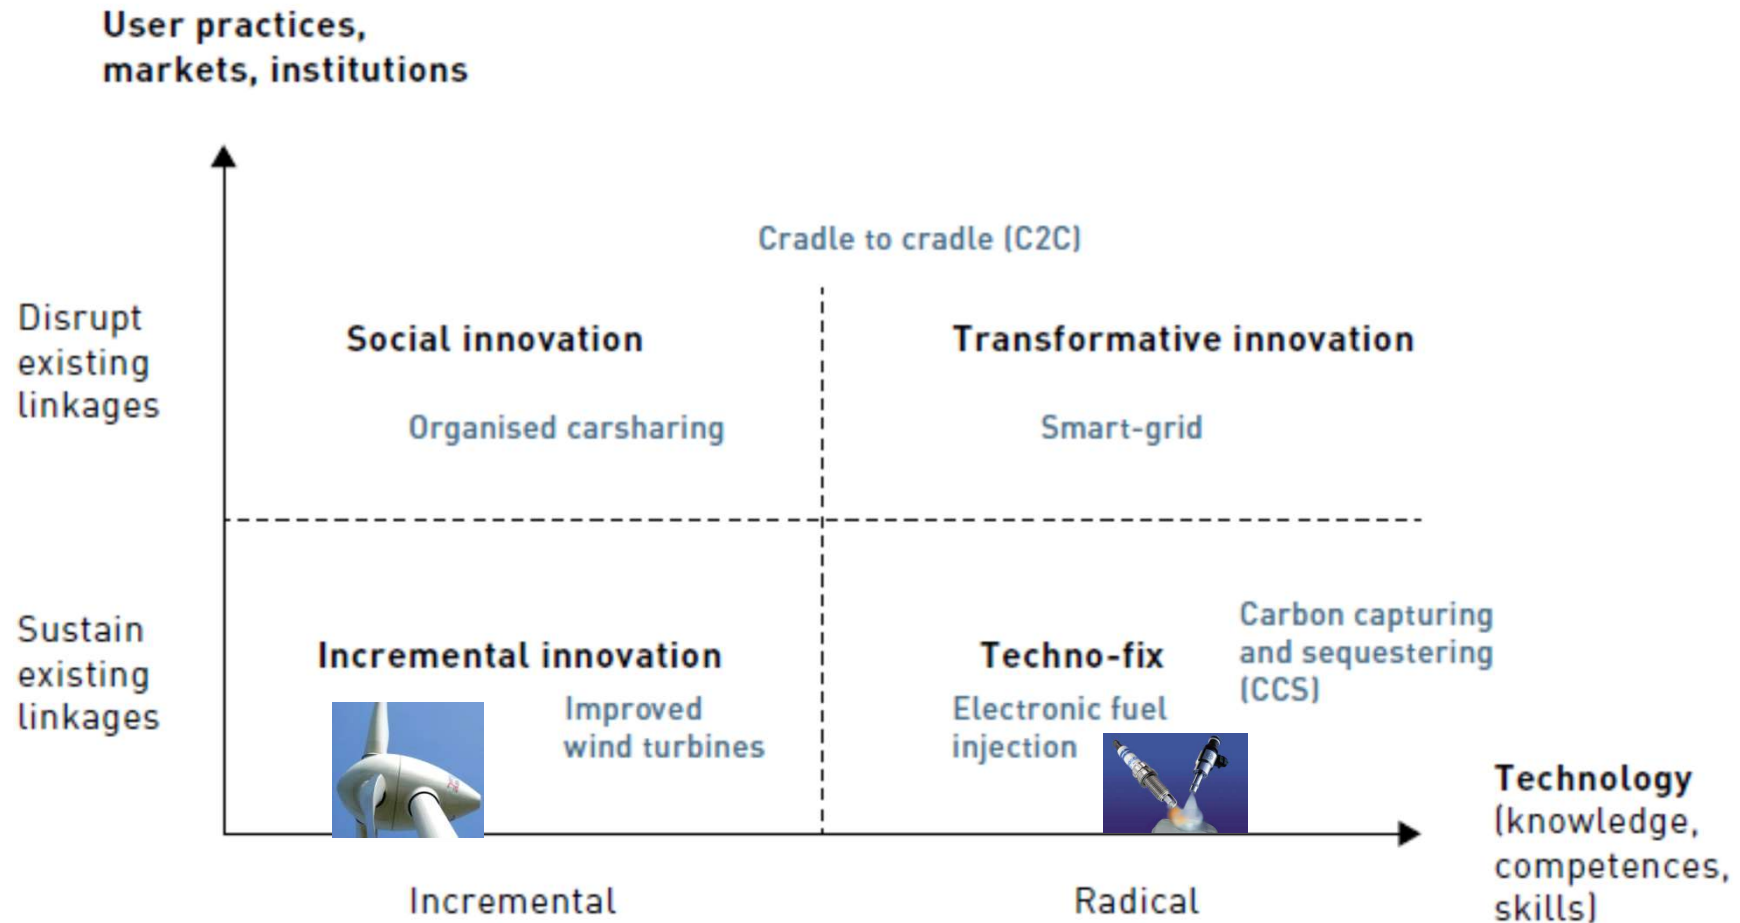 User practices,
markets, institutions
Cradle to cradle (C2C)
Disrupt
existing
linkages
Social innovation
Transformative innovation
Organised carsharing
Smart-grid
Sustain
existing
linkages
Incremental innovation
Improved
wind turbines
Techno-fix
Electronic fuel
injection
Carbon capturing
and sequestering
(CCS)
Technology
(knowledge,
competences,
skills)
Incremental
Radical